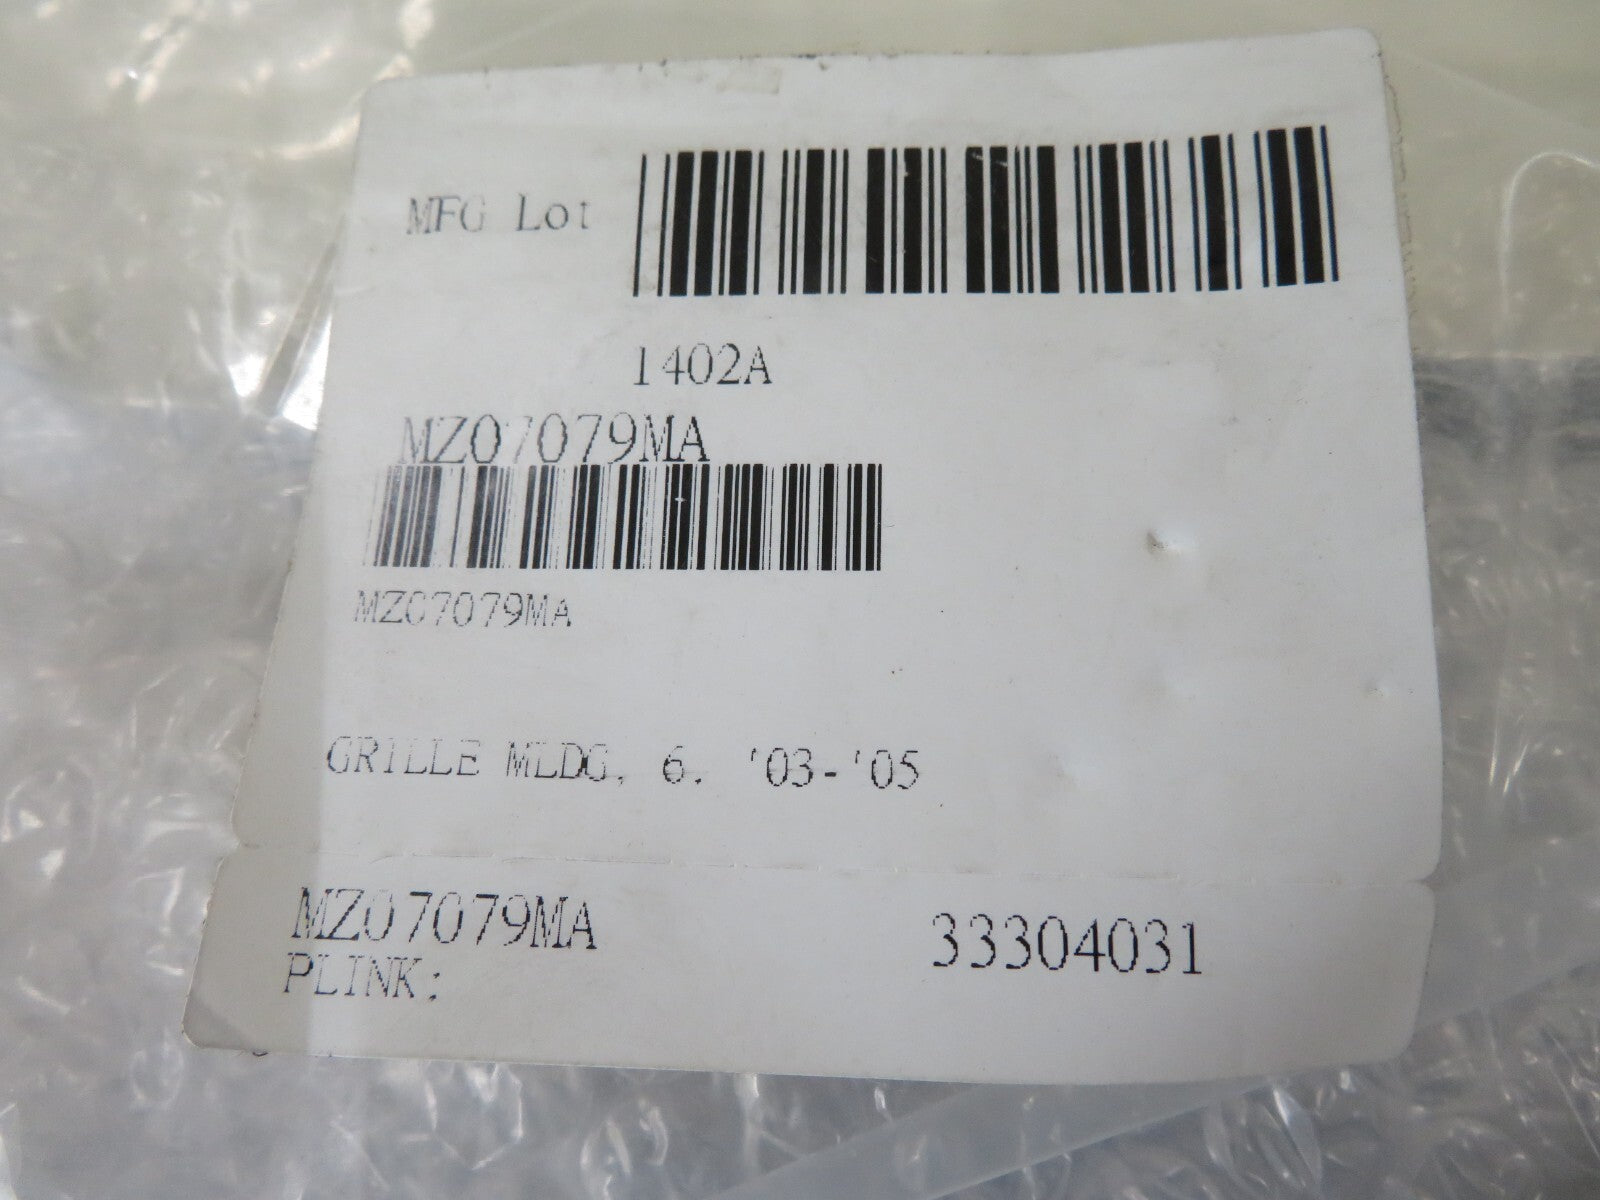 MFG Lot
1402A
MZ07079MA
MZ07079MA
GRILLE MLDG, 6. '03-'05
MZ07079MA 33304031
PLINK: